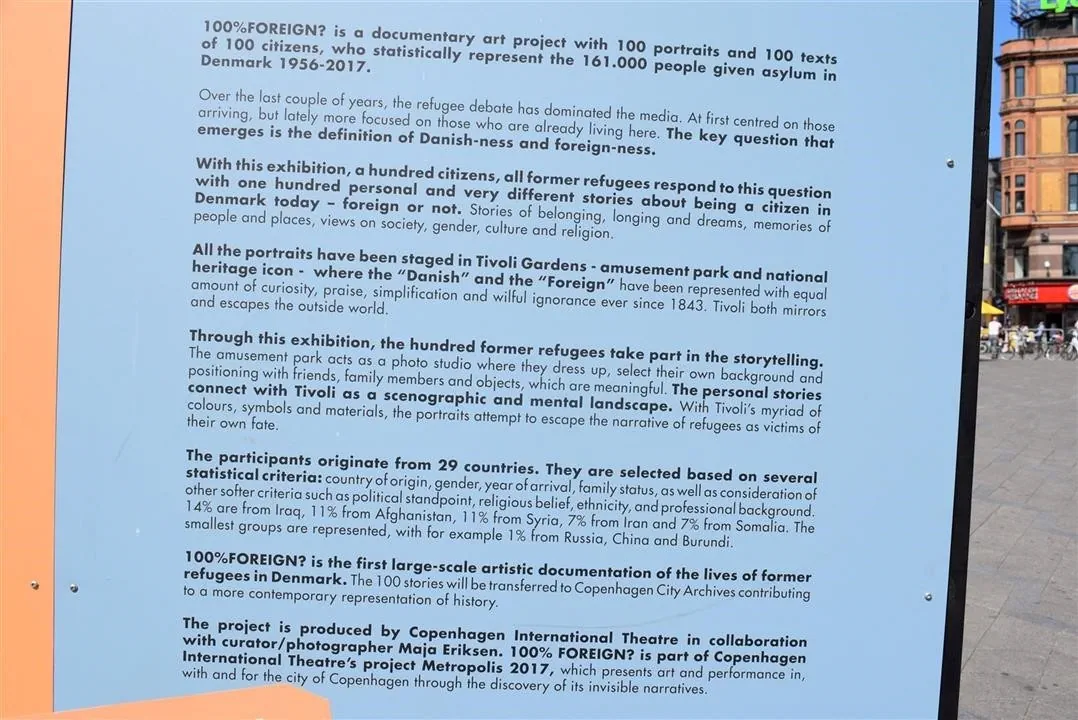 100%FOREIGN? is a documentary art project with 100 portraits and 100 texts
of 100 citizens, who statistically represent the 161.000 people given asylum in
Denmark 1956-2017.
Over the last couple of years, the refugee debate has dominated the media. At first centred on those
arriving, but lately more focused on those who are already living here. The key question that
emerges is the definition of Danish-ness and foreign-ness.
With this exhibition, a hundred citizens, all former refugees respond to this question
with one hundred personal and very different stories about being a citizen in
Denmark today – foreign or not. Stories of belonging, longing and dreams, memories of
people and places, views on society, gender, culture and religion.
All the portraits have been staged in Tivoli Gardens - amusement park and national
heritage icon - where the “Danish” and the “Foreign” have been represented with equal
amount of curiosity, praise, simplification and wilful ignorance ever since 1843. Tivoli both mirrors
and escapes the outside world.
Through this exhibition, the hundred former refugees take part in the storytelling.
The amusement park acts as a photo studio where they dress up, select their own background and
positioning with friends, family members and objects, which are meaningful. The personal stories
connect with Tivoli as a scenographic and mental landscape. With Tivoli’s myriad of
colours, symbols and materials, the portraits attempt to escape the narrative of refugees as victims of
their own fate.
The participants originate from 29 countries. They are selected based on several
statistical criteria: country of origin, gender, year of arrival, family status, as well as consideration of
other softer criteria such as political standpoint, religious belief, ethnicity, and professional background.
14% are from Iraq, 11% from Afghanistan, 11% from Syria, 7% from Iran and 7% from Somalia. The
smallest groups are represented, with for example 1% from Russia, China and Burundi.
100%FOREIGN? is the first large-scale artistic documentation of the lives of former
refugees in Denmark. The 100 stories will be transferred to Copenhagen City Archives contributing
to a more contemporary representation of history.
The project is produced by Copenhagen International Theatre in collaboration
with curator/photographer Maja Eriksen. 100% FOREIGN? is part of Copenhagen
International Theatre’s project Metropolis 2017, which presents art and performance in,
with and for the city of Copenhagen through the discovery of its invisible narratives.